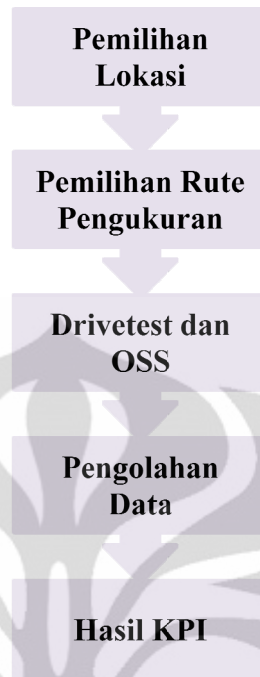 Pemilihan
Lokasi
Pemilihan Rute
Pengukuran
Drivetest dan
OSS
Pengolahan
Data
Hasil KPI